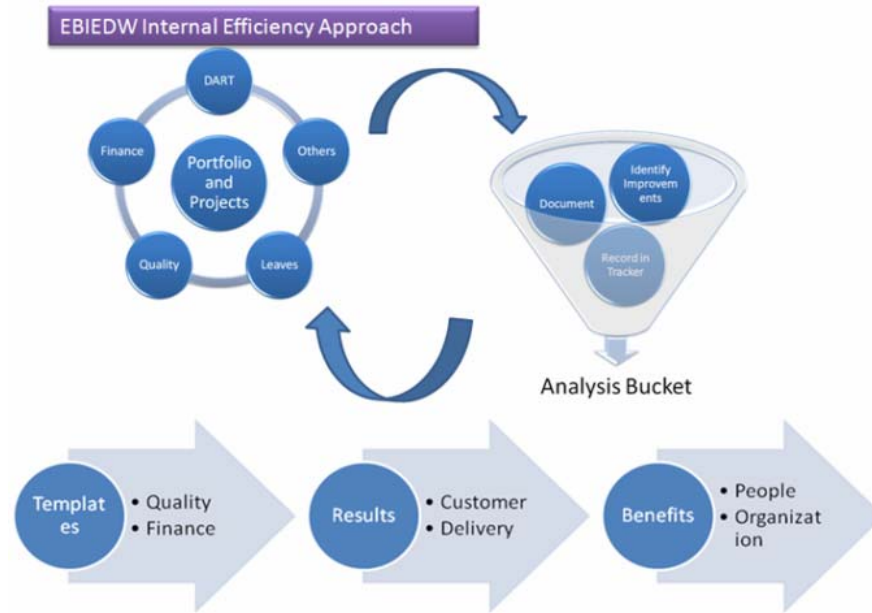 EBIEDW Internal Efficiency Approach
DART
Finance
Others
Portfolio
and
Projects
Quality
Leaves
Identify
Improvem
ents
Document
Record in
Tracker
Analysis Bucket
Templat
es
• Quality
• Finance
Results
• Customer
• Delivery
Benefits
• People
• Organizat
ion